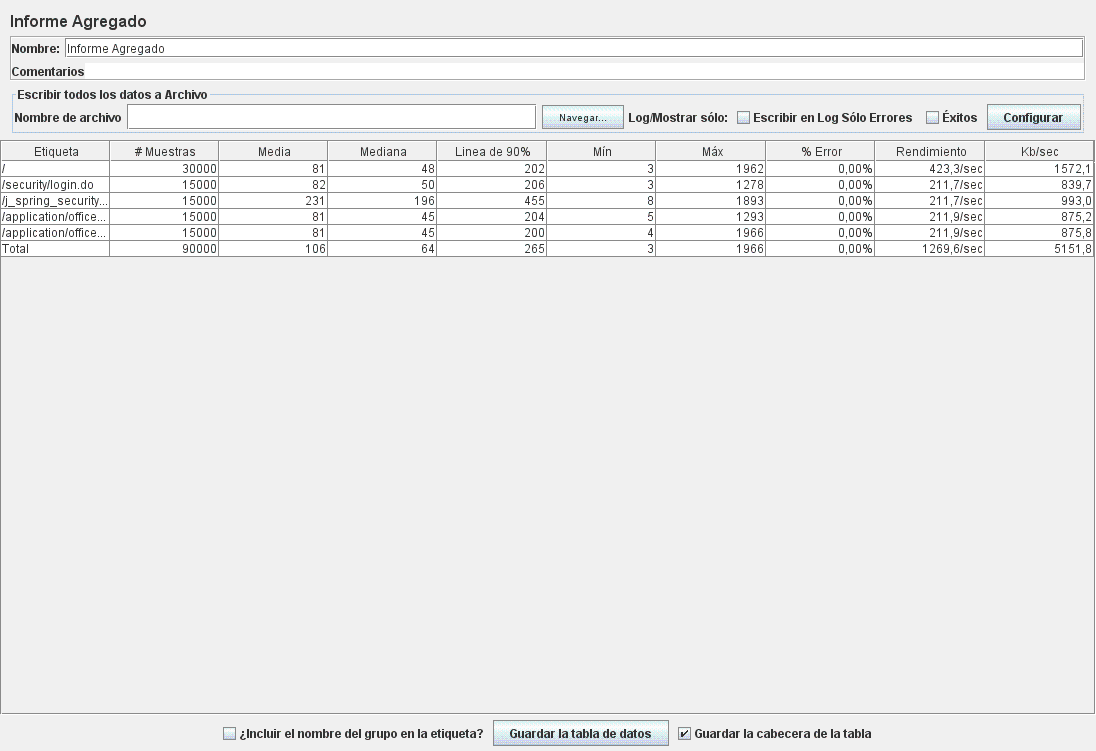 Informe Agregado
Nombre: Informe Agregado
Comentarios
Escribir todos los datos a Archivo
Nombre de archivo Navegar... Log/Mostrar sólo: Escribir en Log Sólo Errores Éxitos Configurar
Etiqueta # Muestras Media Mediana Linea de 90% Mín Máx % Error Rendimiento Kb/sec
/ 30000 81 48 202 3 1962 0,00% 423,3/sec 1572,1
/security/login.do 15000 82 50 206 3 1278 0,00% 211,7/sec 839,7
/j_spring_security... 15000 231 196 455 8 1893 0,00% 211,7/sec 993,0
/application/office... 15000 81 45 204 5 1293 0,00% 211,9/sec 875,2
/application/office... 15000 81 45 200 4 1966 0,00% 211,9/sec 875,8
Total 90000 106 64 265 3 1966 0,00% 1269,6/sec 5151,8
¿Incluir el nombre del grupo en la etiqueta? Guardar la tabla de datos Guardar la cabecera de la tabla